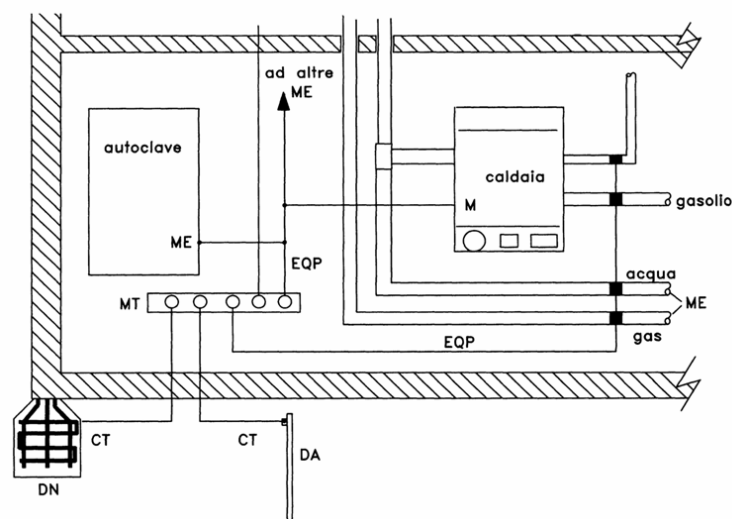 ad altre
ME
autoclave
caldaia
M
gasolio
ME
EQP
acqua
MT
ME
gas
EQP
CT
CT
DA
DN